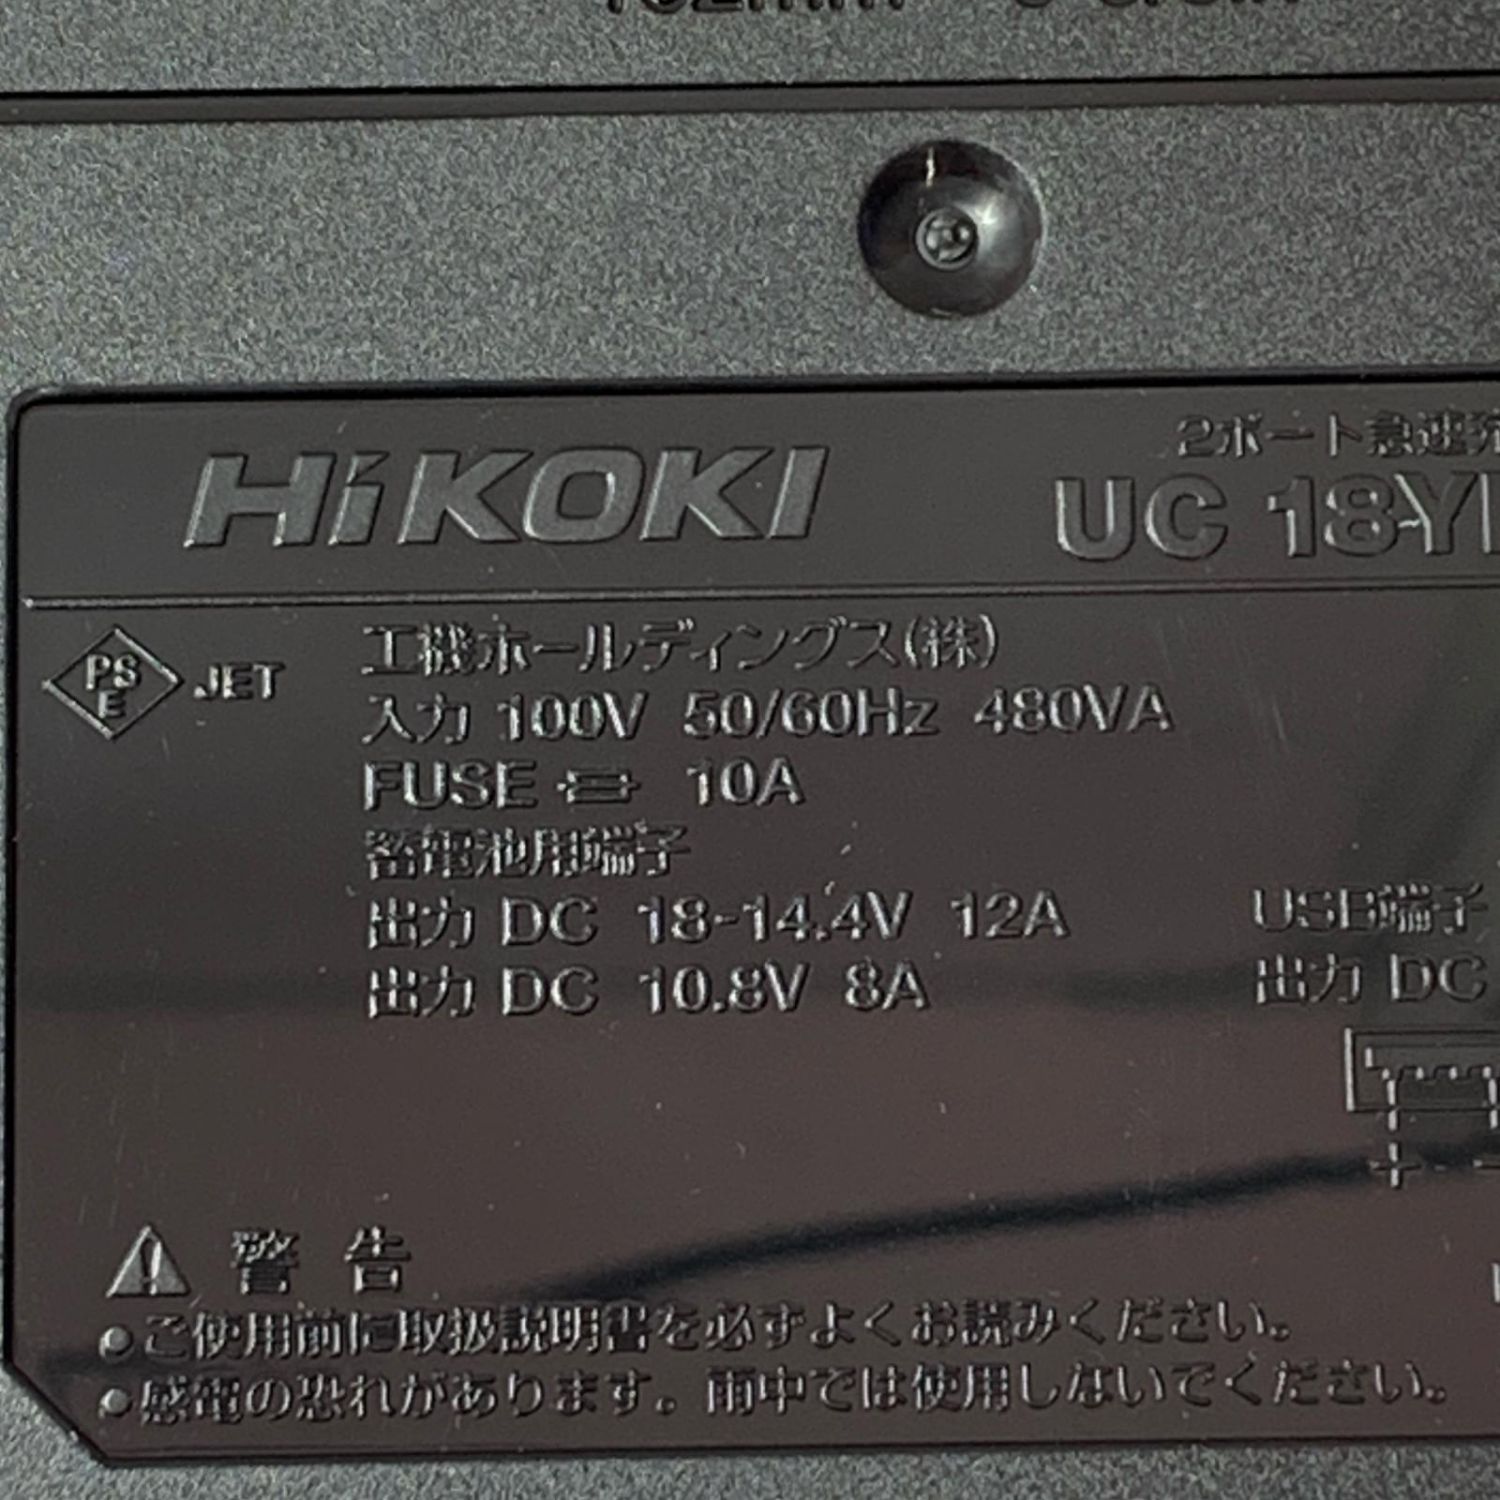 HiKOKI
2ポート急速
UC 18Y
PS
E
JET
工機ホールディングス(株)
入力 100V 50/60Hz 480VA
FUSE 10A
蓄電池用端子
出力 DC 18-14.4V 12A
出力 DC 10.8V 8A
USB端子
出力 DC
+ -
警告
●ご使用前に取扱説明書を必ずよくお読みください。
●感電の恐れがあります。雨中では使用しないでください。